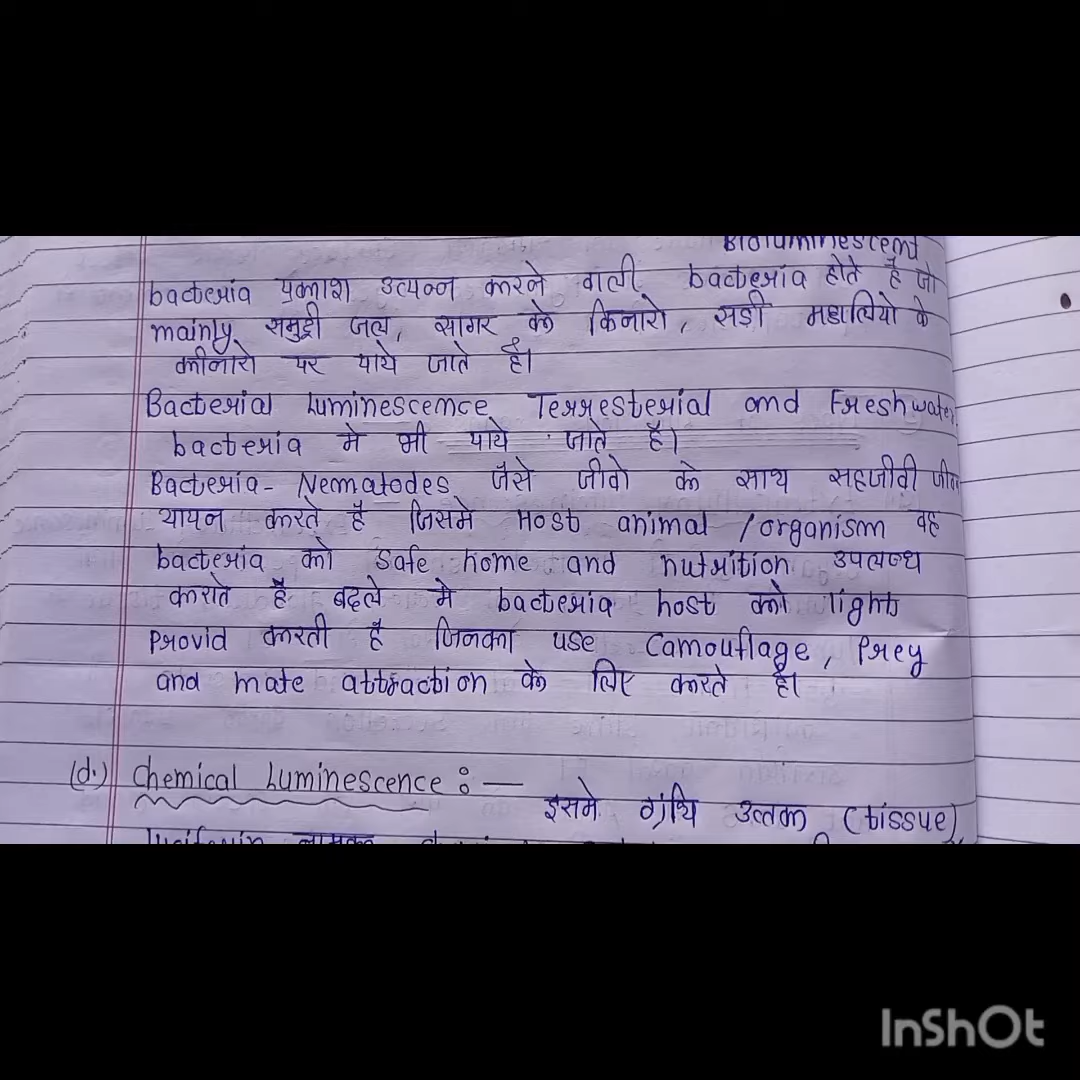 Bioluminescent
bacteria प्रकाश उत्पन्न करने वाली bacteria होते है जो
mainly समुद्री जल, सागर के किनारो, सडी मछलियो के
कीनारो पर पाये जाते है।
Bacterial Luminescence Terresterial and Freshwater
bacteria मे भी पाये जाते है।
Bacteria - Nematodes जैसे जीवो के साथ सहजीवी
यापन करते है जिसमे Host animal / organism वह
bacteria को safe home and nutrition उपलब्ध
कराते है बदले मे bacteria host को light
Provid करती है जिनका use Camouflage, Prey
and mate attraction के लिए करते है।
(d.) Chemical Luminescence : —
इसमे ग्रंथि उत्तक (tissue)
luciferin नामक
InShOt